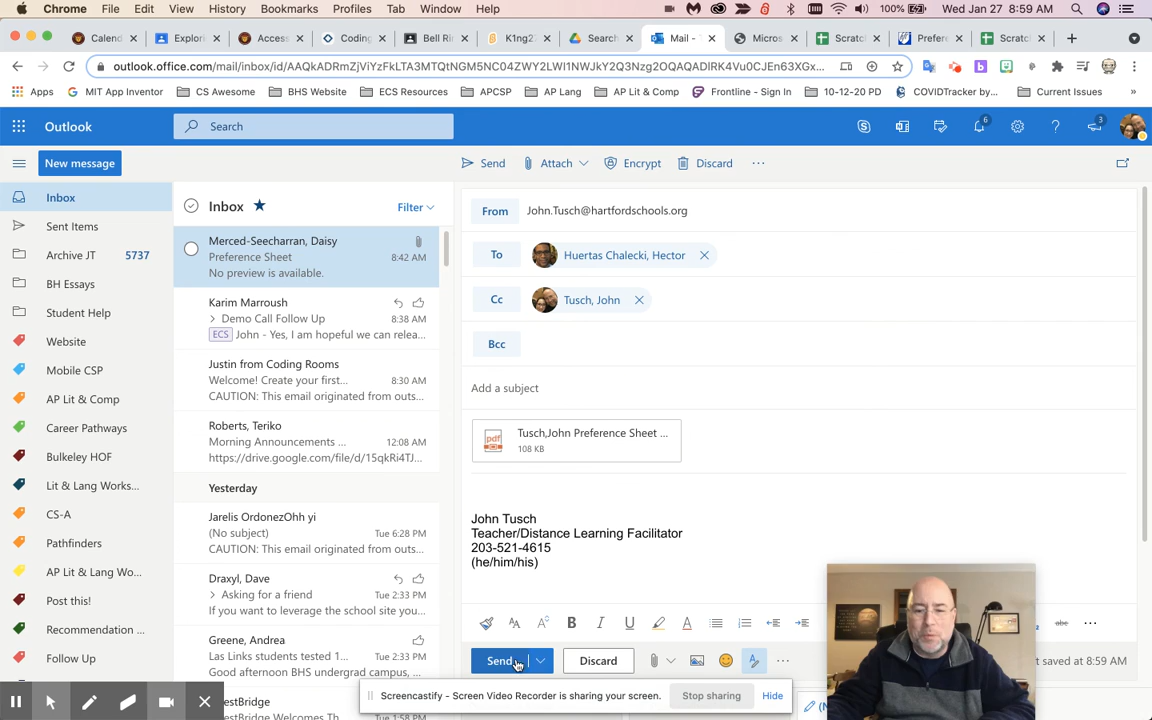 Chrome File Edit View History Bookmarks Profiles Tab Window Help 100% Wed Jan 27 8:59 AM
Calend Explori Access Coding Bell Rin K1ng2 Search Mail - Micros Scratc Prefere Scratc
outlook.office.com/mail/inbox/id/AAQkADRmZjViYzFkLTA3MTQtNGM5NC04ZWY2LWI1NWJkY2Q3Nzg2OQAQADlRK4Vu0CJEn63XGx...
Apps MIT App Inventor CS Awesome BHS Website ECS Resources APCSP AP Lang AP Lit & Comp Frontline - Sign In 10-12-20 PD COVIDTracker by... Current Issues »
Outlook Search 6 3
New message Send Attach Encrypt Discard ...
Inbox
Sent Items
Archive JT 5737
BH Essays
Student Help
Website
Mobile CSP
AP Lit & Comp
Career Pathways
Bulkeley HOF
Lit & Lang Works...
CS-A
Pathfinders
AP Lit & Lang Wo...
Post this!
Recommendation ...
Follow Up
Inbox Filter
Merced-Seecharran, Daisy
Preference Sheet 8:42 AM
No preview is available.
Karim Marroush
> Demo Call Follow Up 8:38 AM
ECS John - Yes, I am hopeful we can relea...
Justin from Coding Rooms
Welcome! Create your first... 8:30 AM
CAUTION: This email originated from outs...
Roberts, Teriko
Morning Announcements ... 12:08 AM
https://drive.google.com/file/d/15qkRi4TJ...
Yesterday
Jarelis OrdonezOhh yi
(No subject) Tue 6:28 PM
CAUTION: This email originated from outs...
Draxyl, Dave
> Asking for a friend Tue 2:33 PM
If you want to leverage the school site you...
Greene, Andrea
Las Links students tested 1... Tue 2:33 PM
Good afternoon BHS undergrad campus, ...
estBridge
From John.Tusch@hartfordschools.org
To Huertas Chalecki, Hector
Cc Tusch, John
Bcc
Add a subject
pdf Tusch,John Preference Sheet ...
108 KB
John Tusch
Teacher/Distance Learning Facilitator
203-521-4615
(he/him/his)
B I U A abc ...
Send Discard ... saved at 8:59 AM
Screencastify - Screen Video Recorder is sharing your screen. Stop sharing Hide